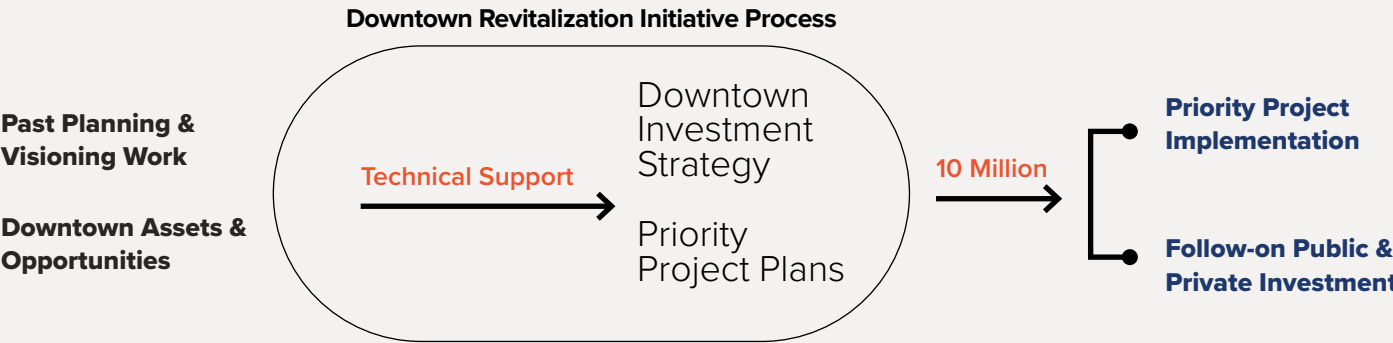 Downtown Revitalization Initiative Process
Past Planning &
Visioning Work
Downtown Assets &
Opportunities
Technical Support
Downtown
Investment
Strategy
Priority
Project Plans
10 Million
Priority Project
Implementation
Follow-on Public &
Private Investment